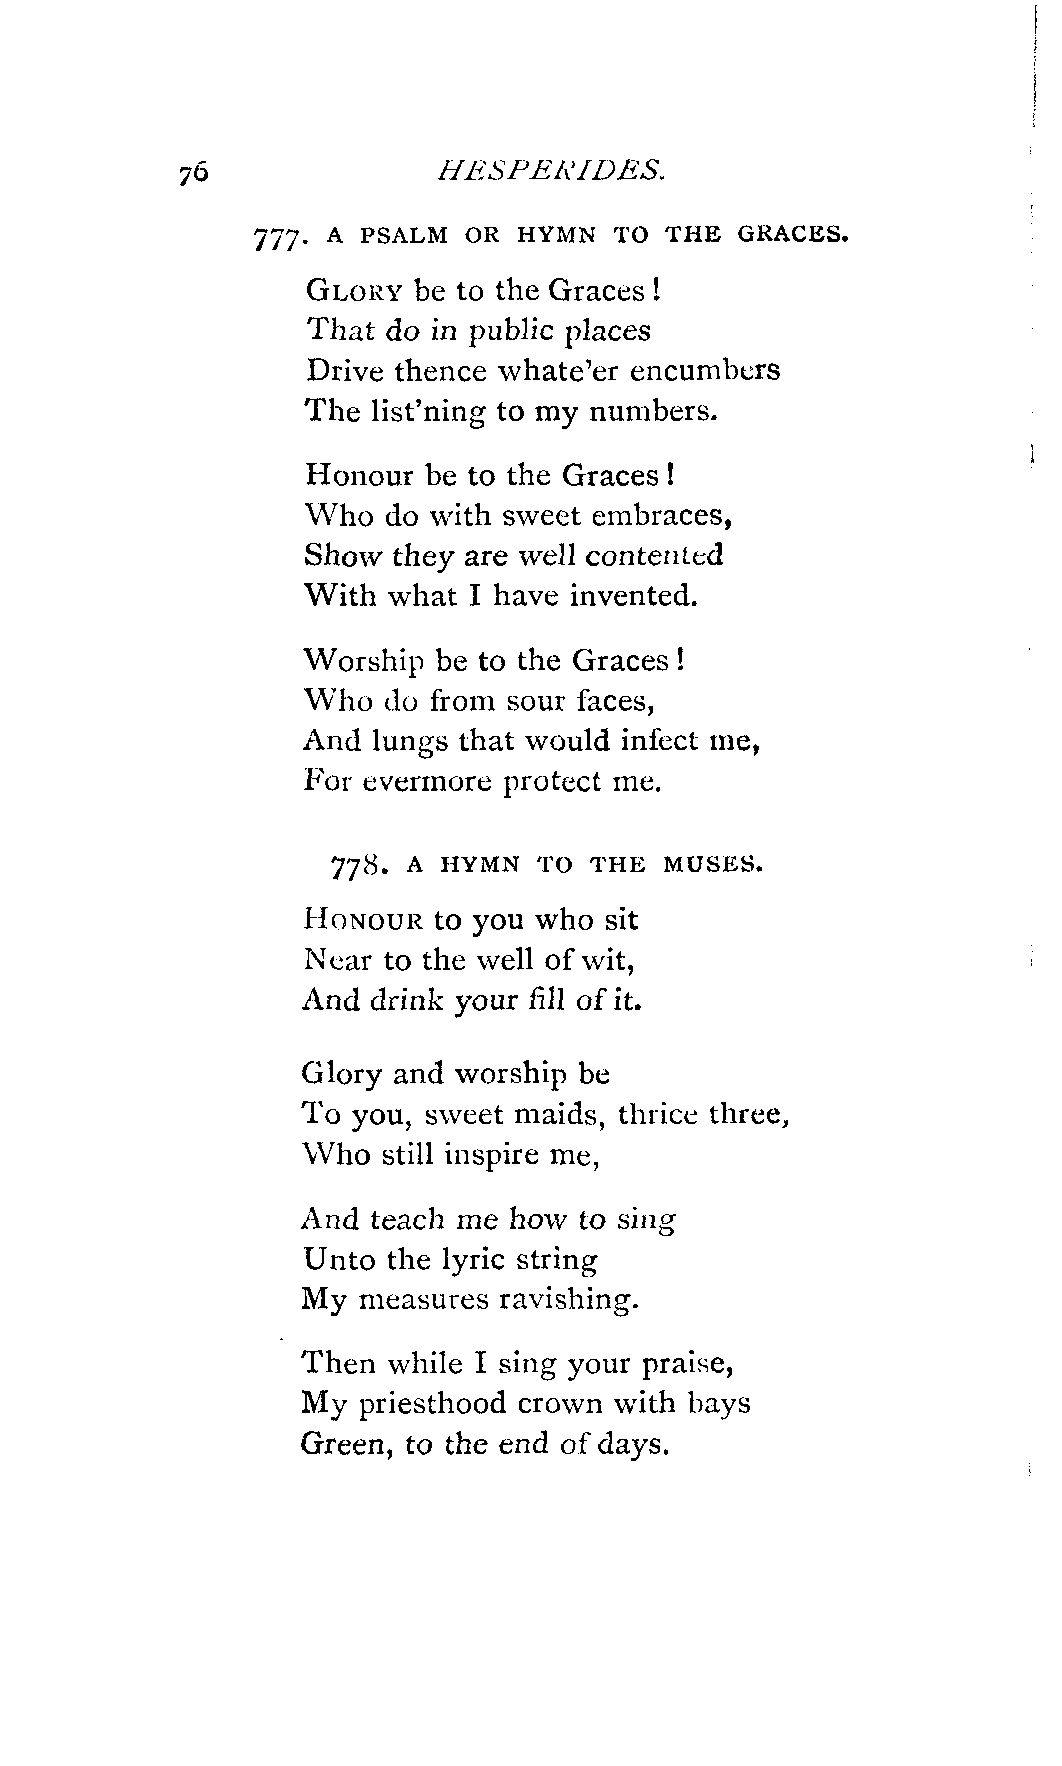 76 HESPERIDES.
777. A PSALM OR HYMN TO THE GRACES.
GLORY be to the Graces !
That do in public places
Drive thence whate'er encumbers
The list'ning to my numbers.
Honour be to the Graces !
Who do with sweet embraces,
Show they are well contented
With what I have invented.
Worship be to the Graces !
Who do from sour faces,
And lungs that would infect me,
For evermore protect me.
778. A HYMN TO THE MUSES.
HONOUR to you who sit
Near to the well of wit,
And drink your fill of it.
Glory and worship be
To you, sweet maids, thrice three,
Who still inspire me,
And teach me how to sing
Unto the lyric string
My measures ravishing.
Then while I sing your praise,
My priesthood crown with bays
Green, to the end of days.